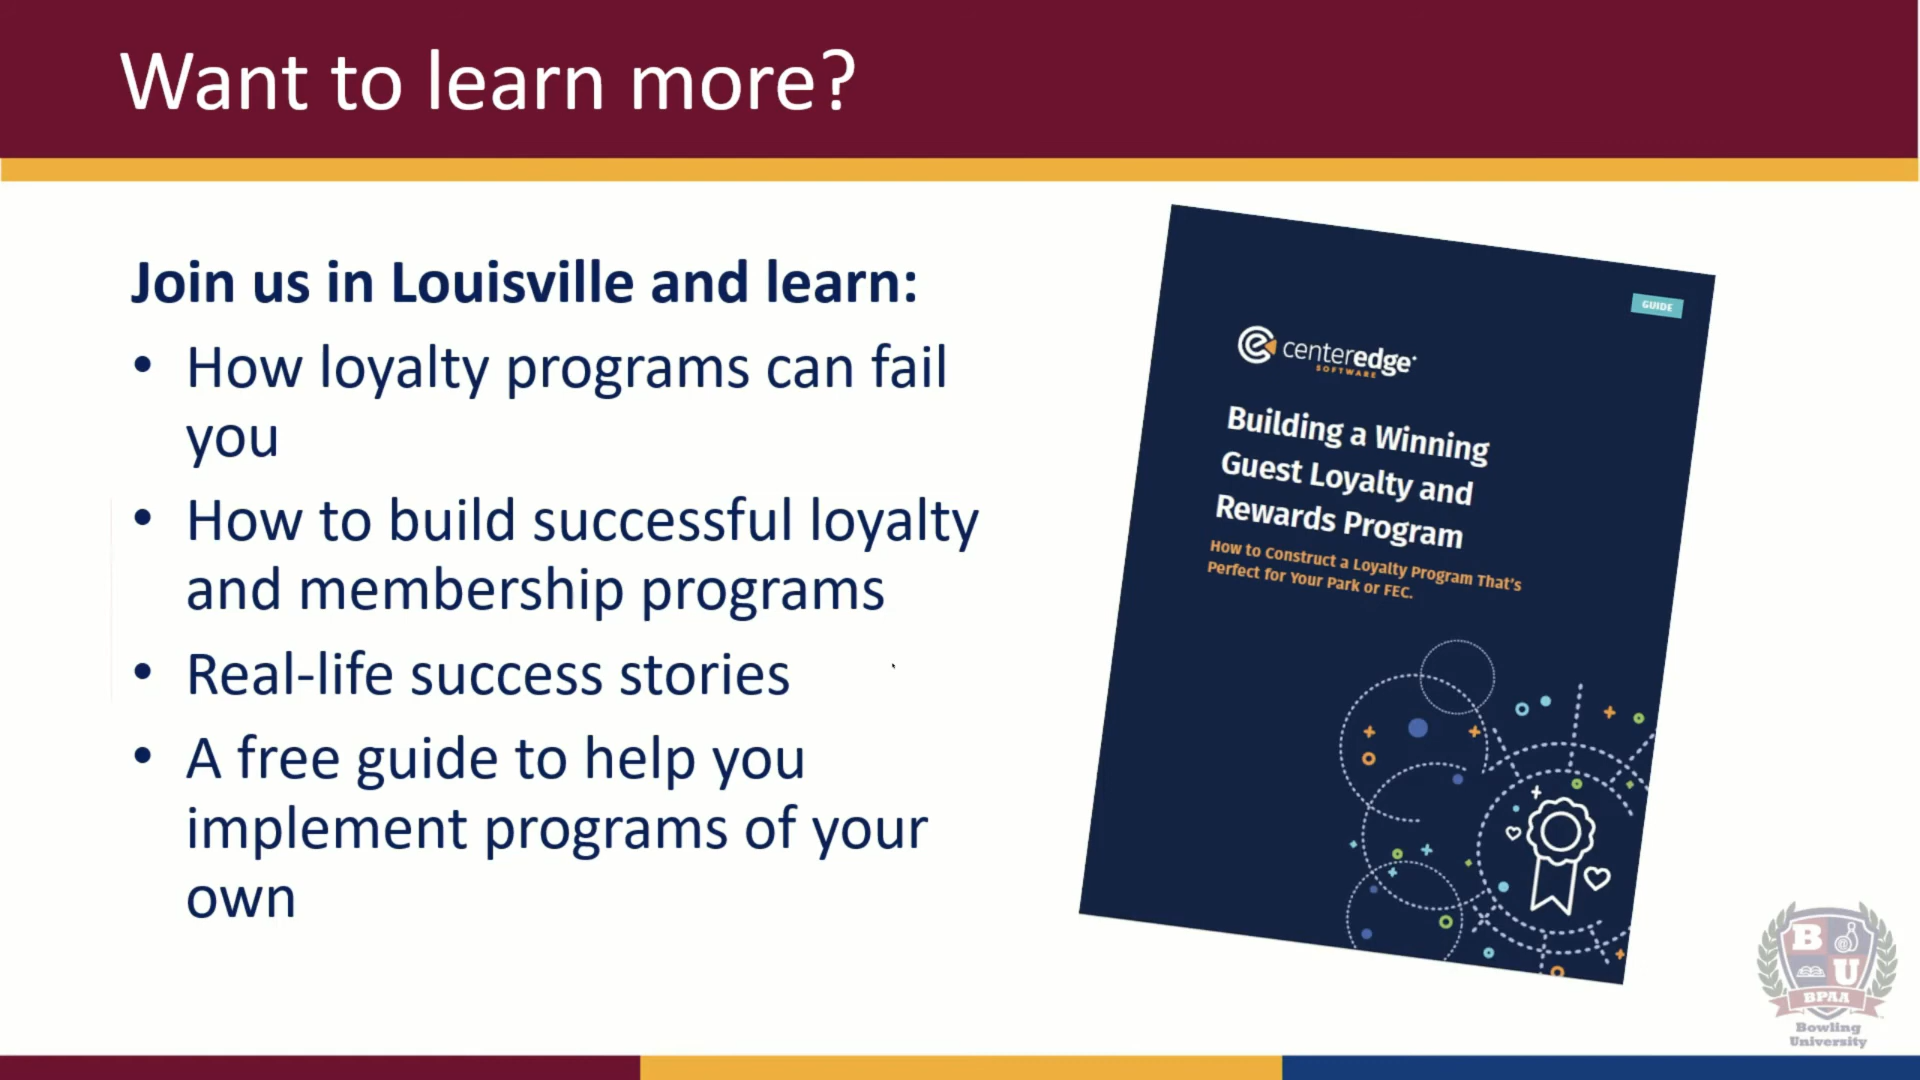 Want to learn more?
Join us in Louisville and learn:
• How loyalty programs can fail
you
• How to build successful loyalty
and membership programs
• Real-life success stories
• A free guide to help you
implement programs of your
own
GUIDE
centeredge
SOFTWARE
Building a Winning
Guest Loyalty and
Rewards Program
How to Construct a Loyalty Program That's
Perfect for Your Park or FEC.
B
U
BPAA
Bowling
University